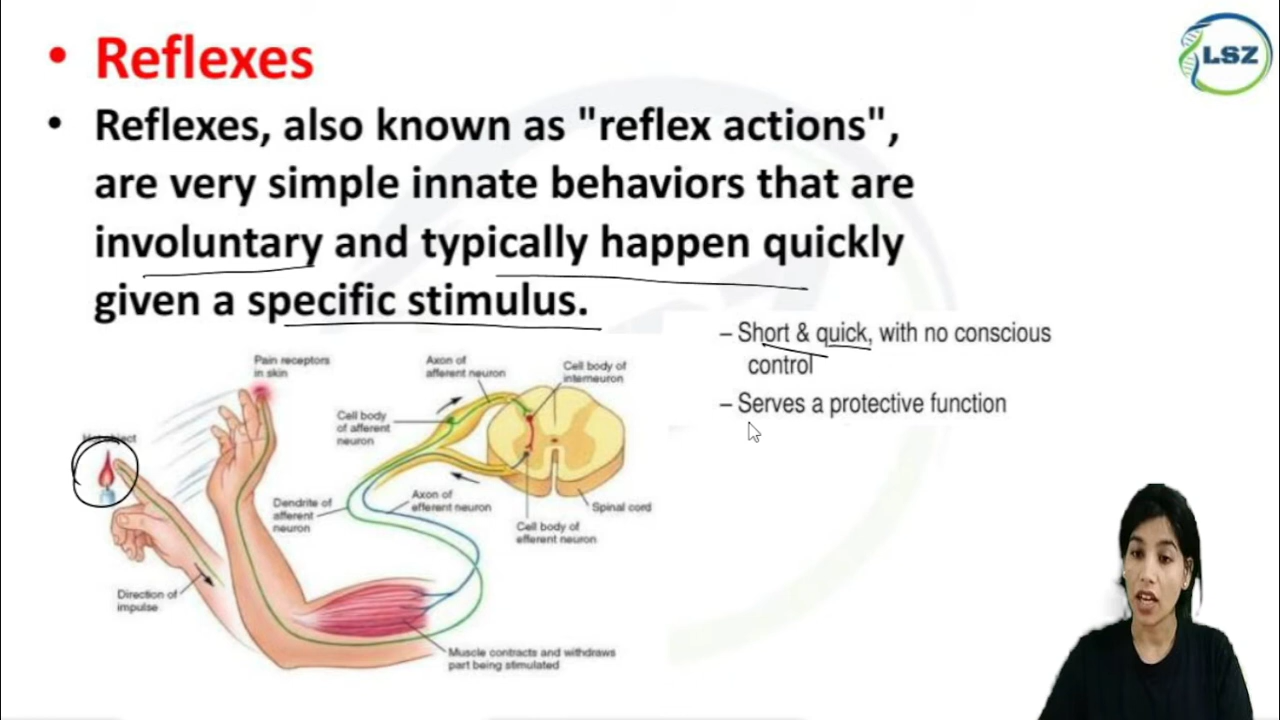 • Reflexes
LSZ
• Reflexes, also known as "reflex actions",
are very simple innate behaviors that are
involuntary and typically happen quickly
given a specific stimulus.
– Short & quick, with no conscious
control
– Serves a protective function
Pain receptors
in skin
Axon of
afferent neuron
Cell body of
interneuron
Cell body
of afferent
neuron
Dendrite of
afferent
neuron
Axon of
efferent neuron
Spinal cord
Cell body of
efferent neuron
Direction of
impulse
Muscle contracts and withdraws
part being stimulated